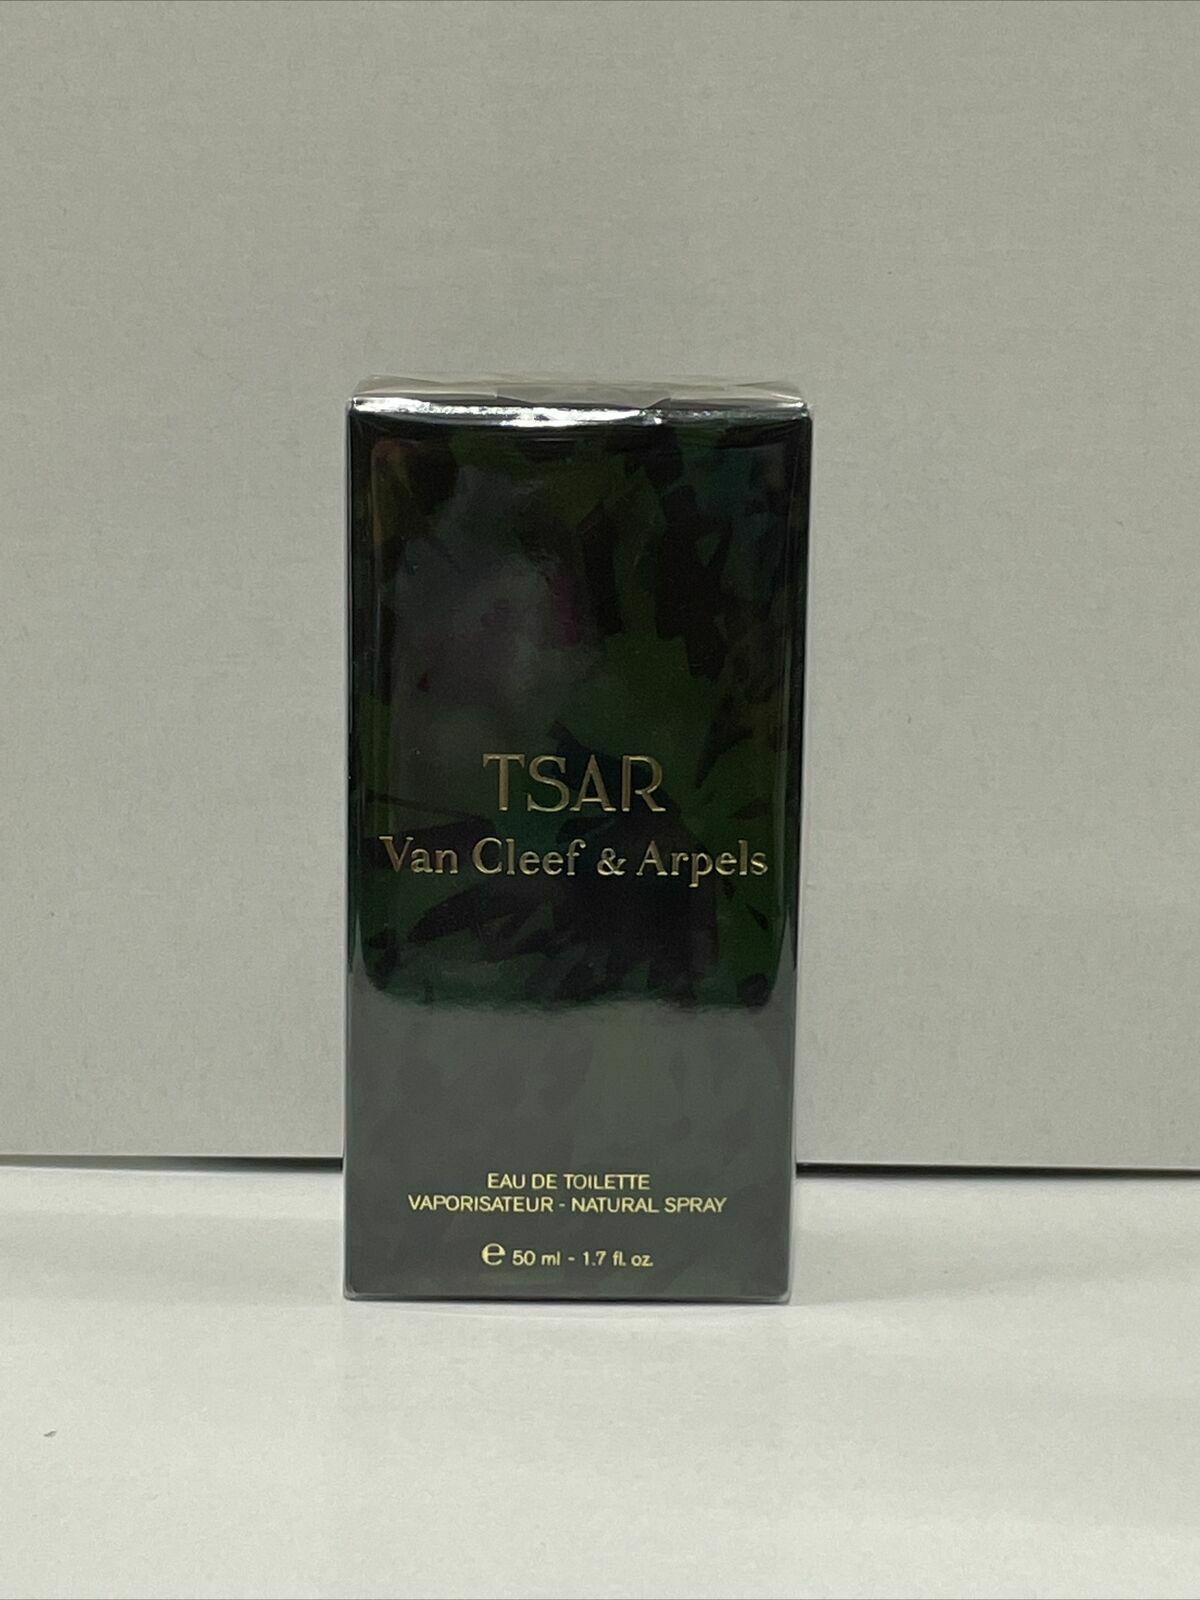 TSAR
Van Cleef & Arpels
EAU DE TOILETTE
VAPORISATEUR - NATURAL SPRAY
℮ 50 ml - 1.7 fl. oz.